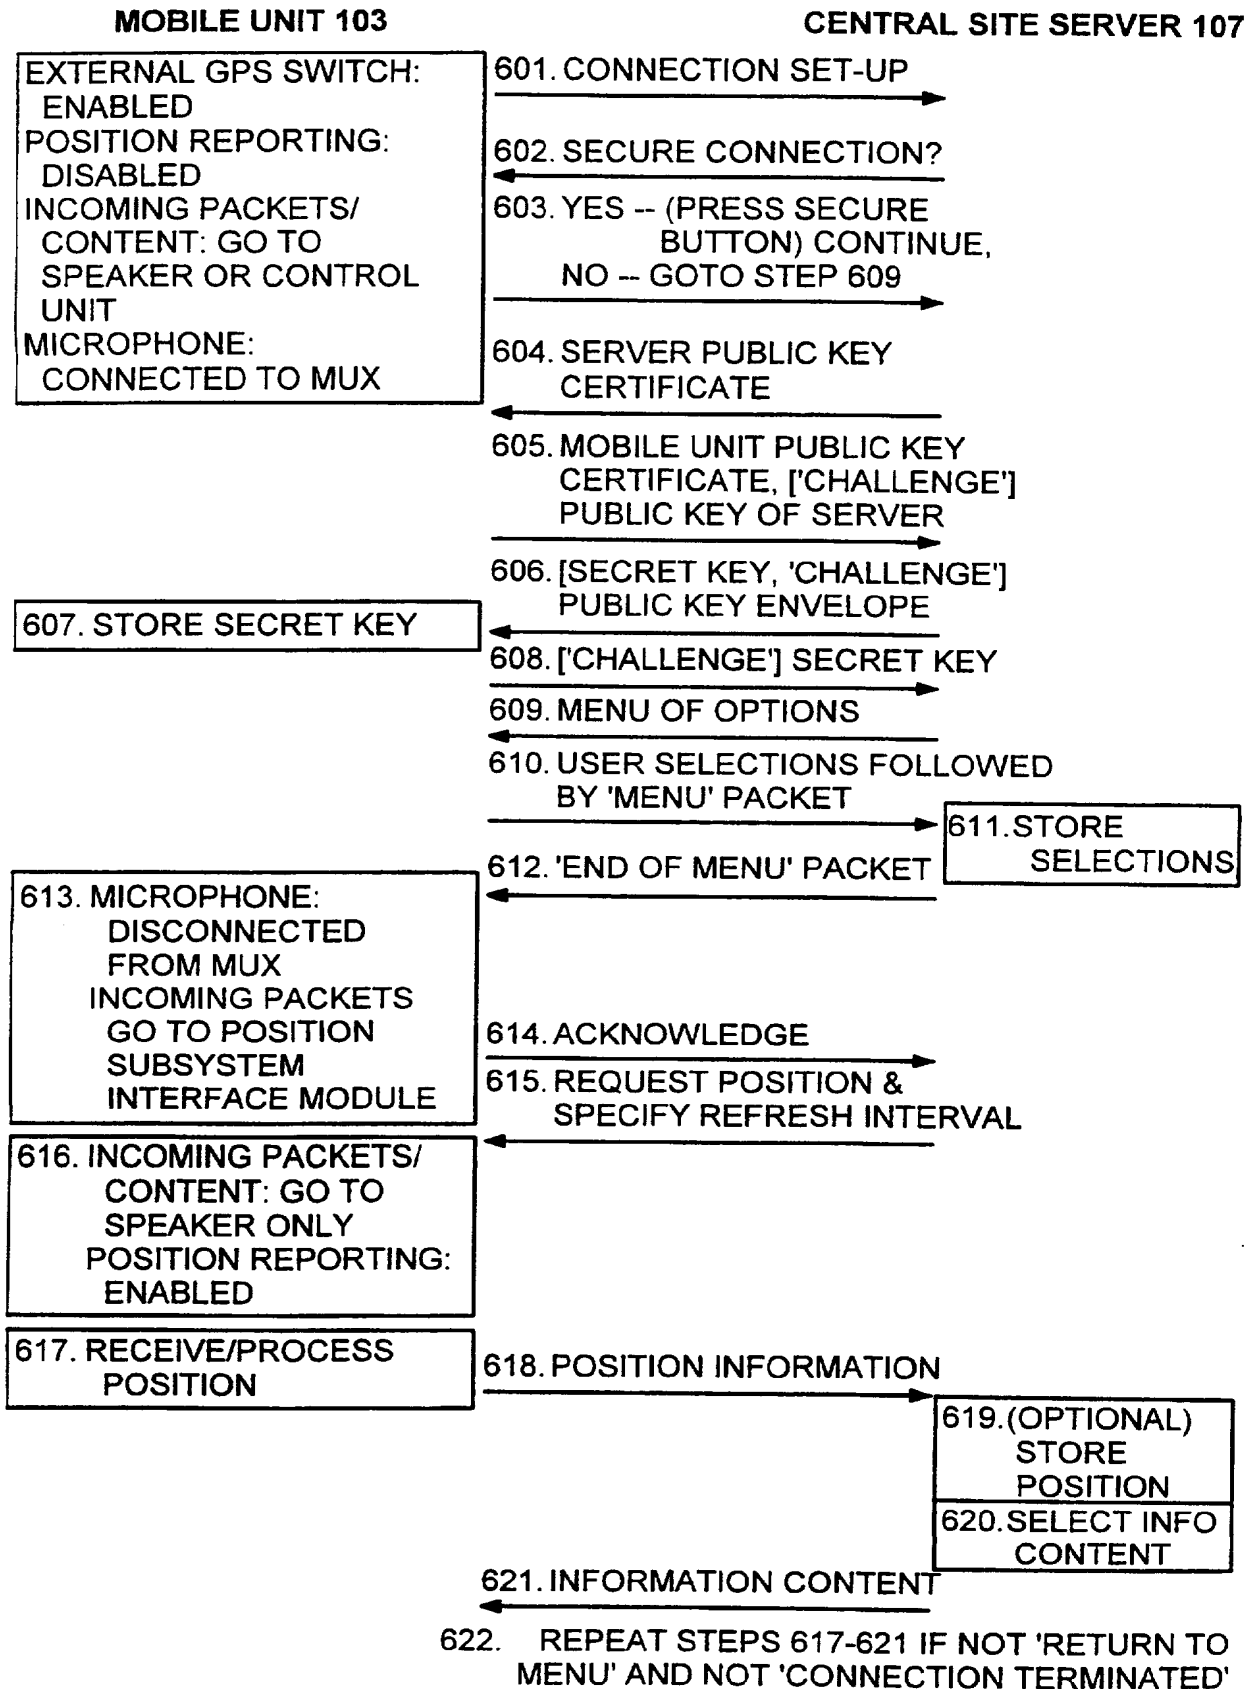 MOBILE UNIT 103
CENTRAL SITE SERVER 107
EXTERNAL GPS SWITCH:
ENABLED
POSITION REPORTING:
DISABLED
INCOMING PACKETS/
CONTENT: GO TO
SPEAKER OR CONTROL
UNIT
MICROPHONE:
CONNECTED TO MUX
601. CONNECTION SET-UP
602. SECURE CONNECTION?
603. YES -- (PRESS SECURE
BUTTON) CONTINUE,
NO -- GOTO STEP 609
604. SERVER PUBLIC KEY
CERTIFICATE
605. MOBILE UNIT PUBLIC KEY
CERTIFICATE, ['CHALLENGE']
PUBLIC KEY OF SERVER
606. [SECRET KEY, 'CHALLENGE']
PUBLIC KEY ENVELOPE
607. STORE SECRET KEY
608. ['CHALLENGE'] SECRET KEY
609. MENU OF OPTIONS
610. USER SELECTIONS FOLLOWED
BY 'MENU' PACKET
611. STORE
SELECTIONS
612. 'END OF MENU' PACKET
613. MICROPHONE:
DISCONNECTED
FROM MUX
INCOMING PACKETS
GO TO POSITION
SUBSYSTEM
INTERFACE MODULE
614. ACKNOWLEDGE
615. REQUEST POSITION &
SPECIFY REFRESH INTERVAL
616. INCOMING PACKETS/
CONTENT: GO TO
SPEAKER ONLY
POSITION REPORTING:
ENABLED
617. RECEIVE/PROCESS
POSITION
618. POSITION INFORMATION
619. (OPTIONAL)
STORE
POSITION
620. SELECT INFO
CONTENT
621. INFORMATION CONTENT
622. REPEAT STEPS 617-621 IF NOT 'RETURN TO
MENU' AND NOT 'CONNECTION TERMINATED'